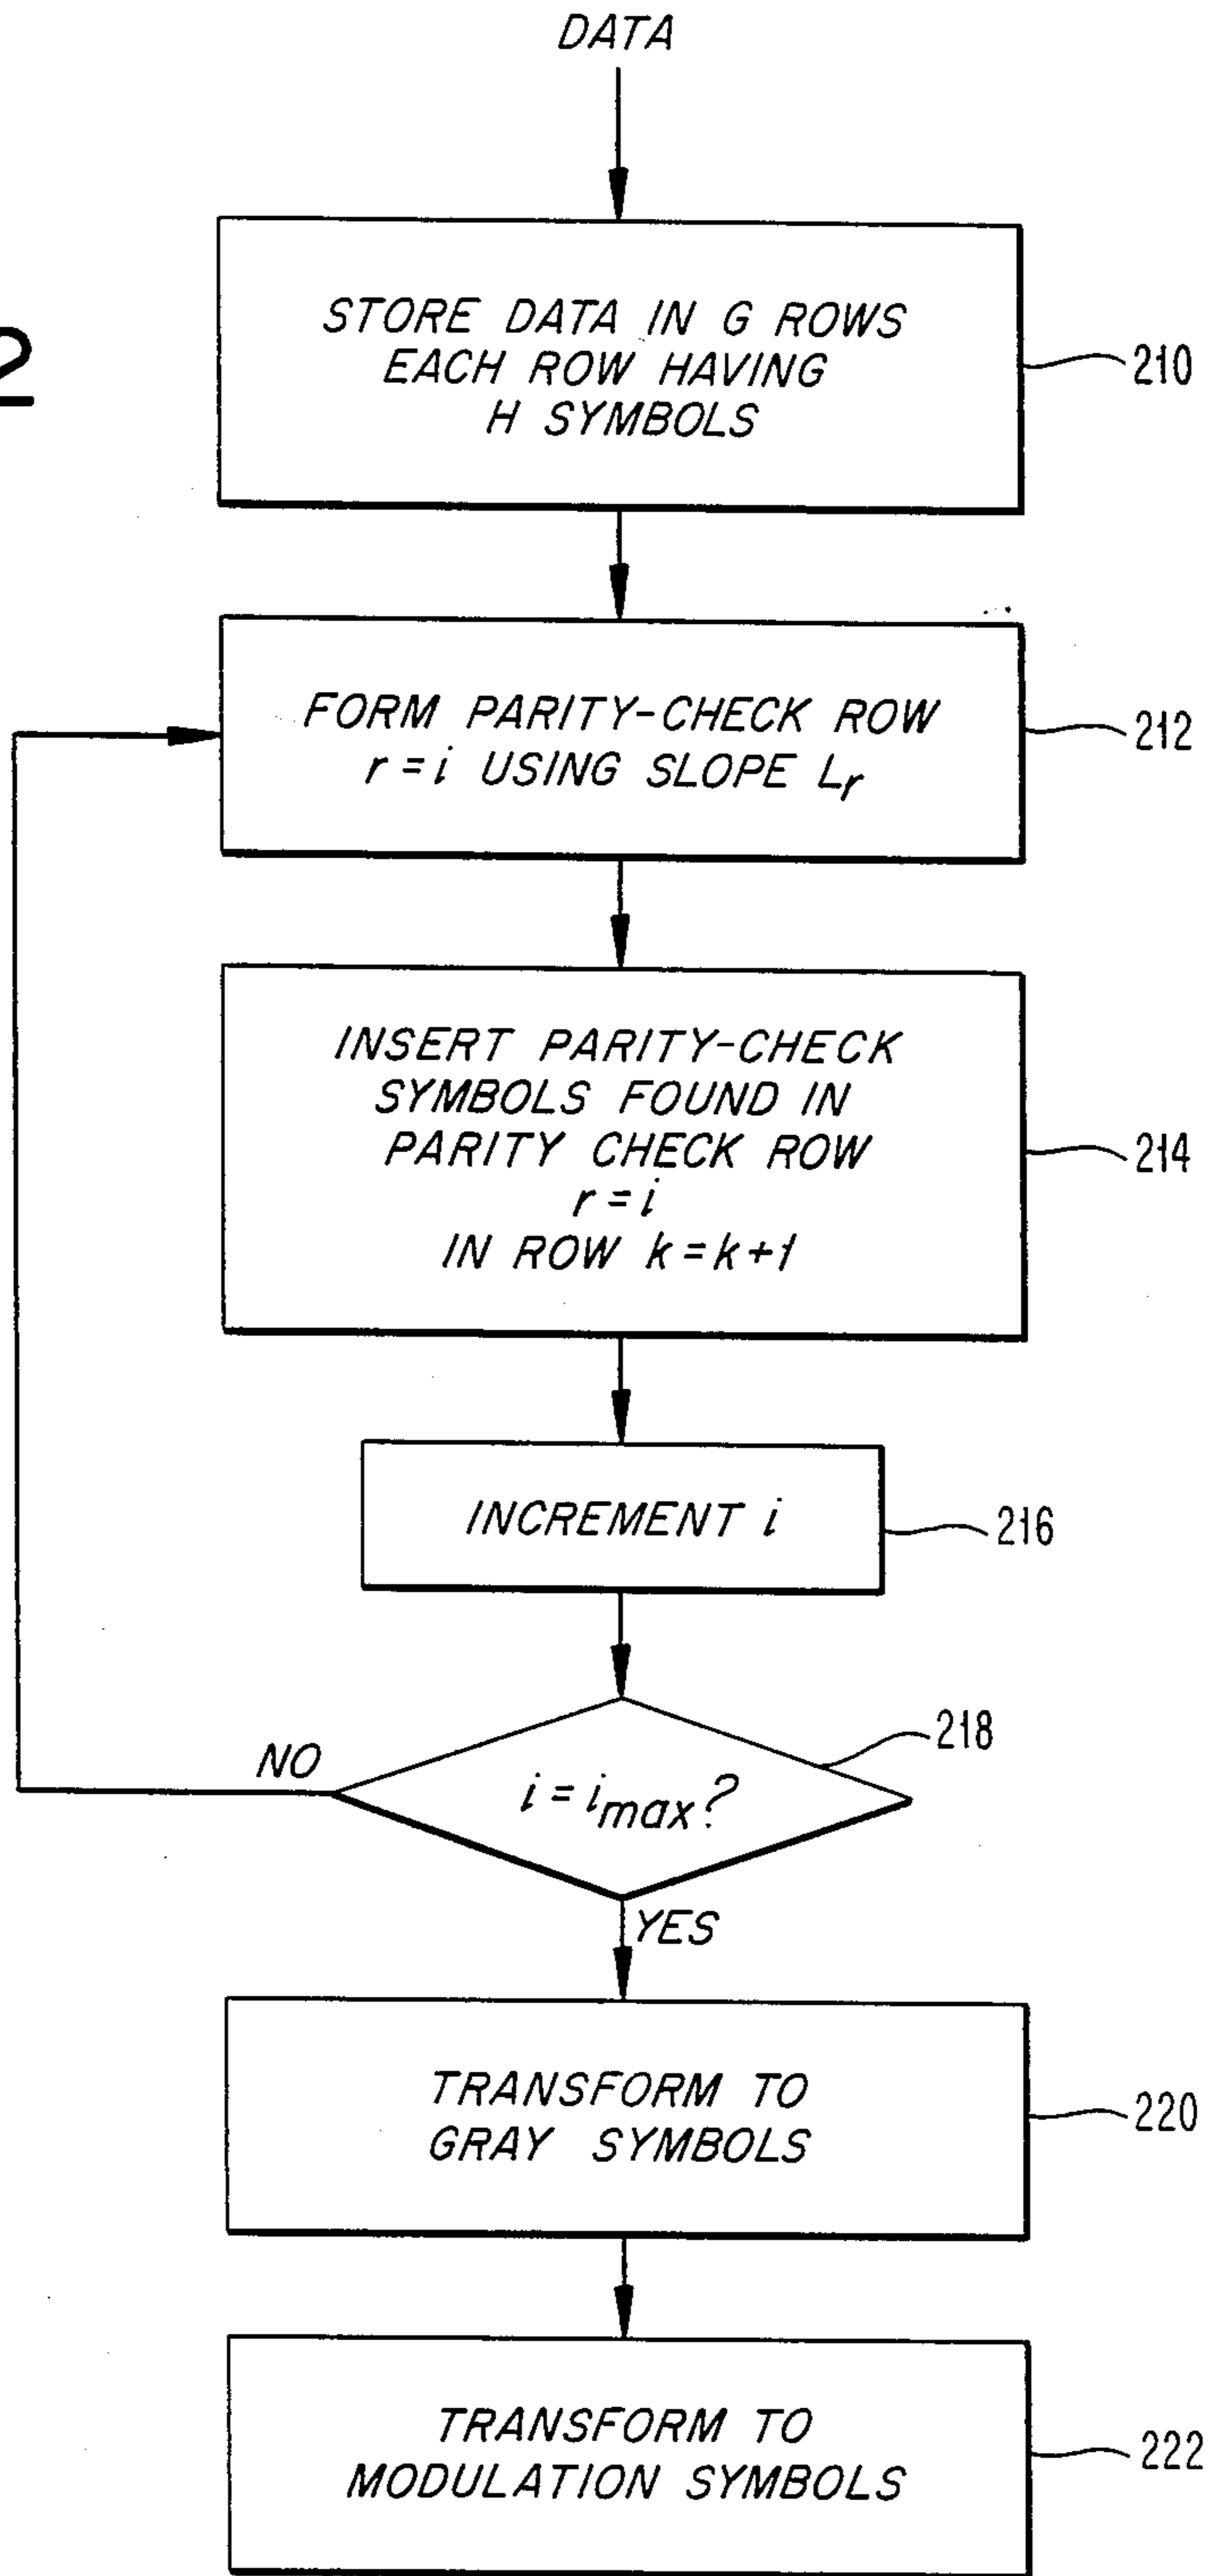 DATA
2
STORE DATA IN G ROWS
EACH ROW HAVING
H SYMBOLS
210
FORM PARITY-CHECK ROW
r = i USING SLOPE Lr
212
INSERT PARITY-CHECK
SYMBOLS FOUND IN
PARITY CHECK ROW
r = i
IN ROW k = k+1
214
INCREMENT i
216
218
NO
i = imax?
YES
TRANSFORM TO
GRAY SYMBOLS
220
TRANSFORM TO
MODULATION SYMBOLS
222